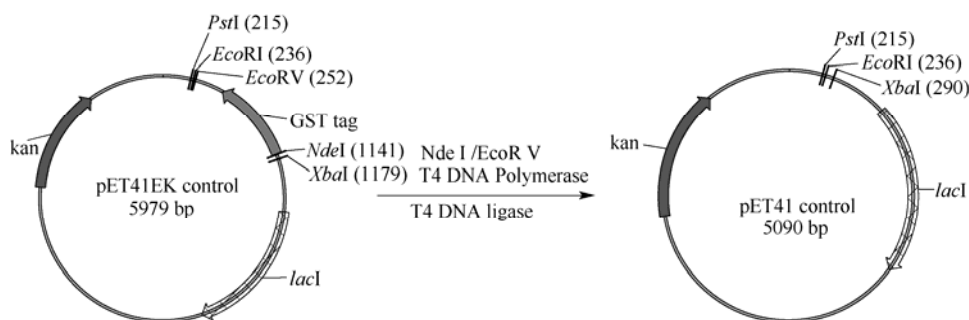 PstI (215)
EcoRI (236)
EcoRV (252)
GST tag
kan
NdeI (1141)
XbaI (1179)
pET41EK control
5979 bp
lacI
Nde I /EcoR V
T4 DNA Polymerase
T4 DNA ligase
PstI (215)
EcoRI (236)
XbaI (290)
kan
pET41 control
5090 bp
lacI